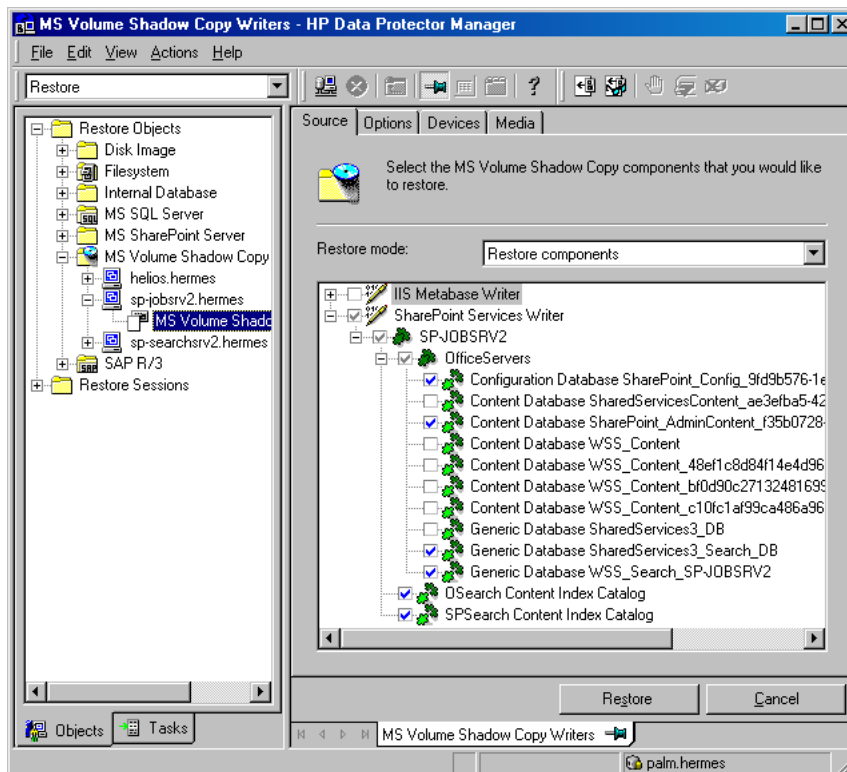 MS Volume Shadow Copy Writers - HP Data Protector Manager
File Edit View Actions Help
Restore
Restore Objects
Disk Image
Filesystem
Internal Database
MS SQL Server
MS SharePoint Server
MS Volume Shadow Copy
helios.hermes
sp-jobsrv2.hermes
MS Volume Shado
sp-searchsrv2.hermes
SAP R/3
Restore Sessions
Objects Tasks
Source Options Devices Media
Select the MS Volume Shadow Copy components that you would like
to restore.
Restore mode: Restore components
IIS Metabase Writer
SharePoint Services Writer
SP-JOBSRV2
OfficeServers
Configuration Database SharePoint_Config_9fd9b576-1e
Content Database SharedServicesContent_ae3efba5-42
Content Database SharePoint_AdminContent_f35b0728-
Content Database WSS_Content
Content Database WSS_Content_48ef1c8d84f14e4d96
Content Database WSS_Content_bf0d90c27132481699
Content Database WSS_Content_c10fc1af99ca486a96
Generic Database SharedServices3_DB
Generic Database SharedServices3_Search_DB
Generic Database WSS_Search_SP-JOBSRV2
OSearch Content Index Catalog
SPSearch Content Index Catalog
Restore Cancel
MS Volume Shadow Copy Writers
palm.hermes